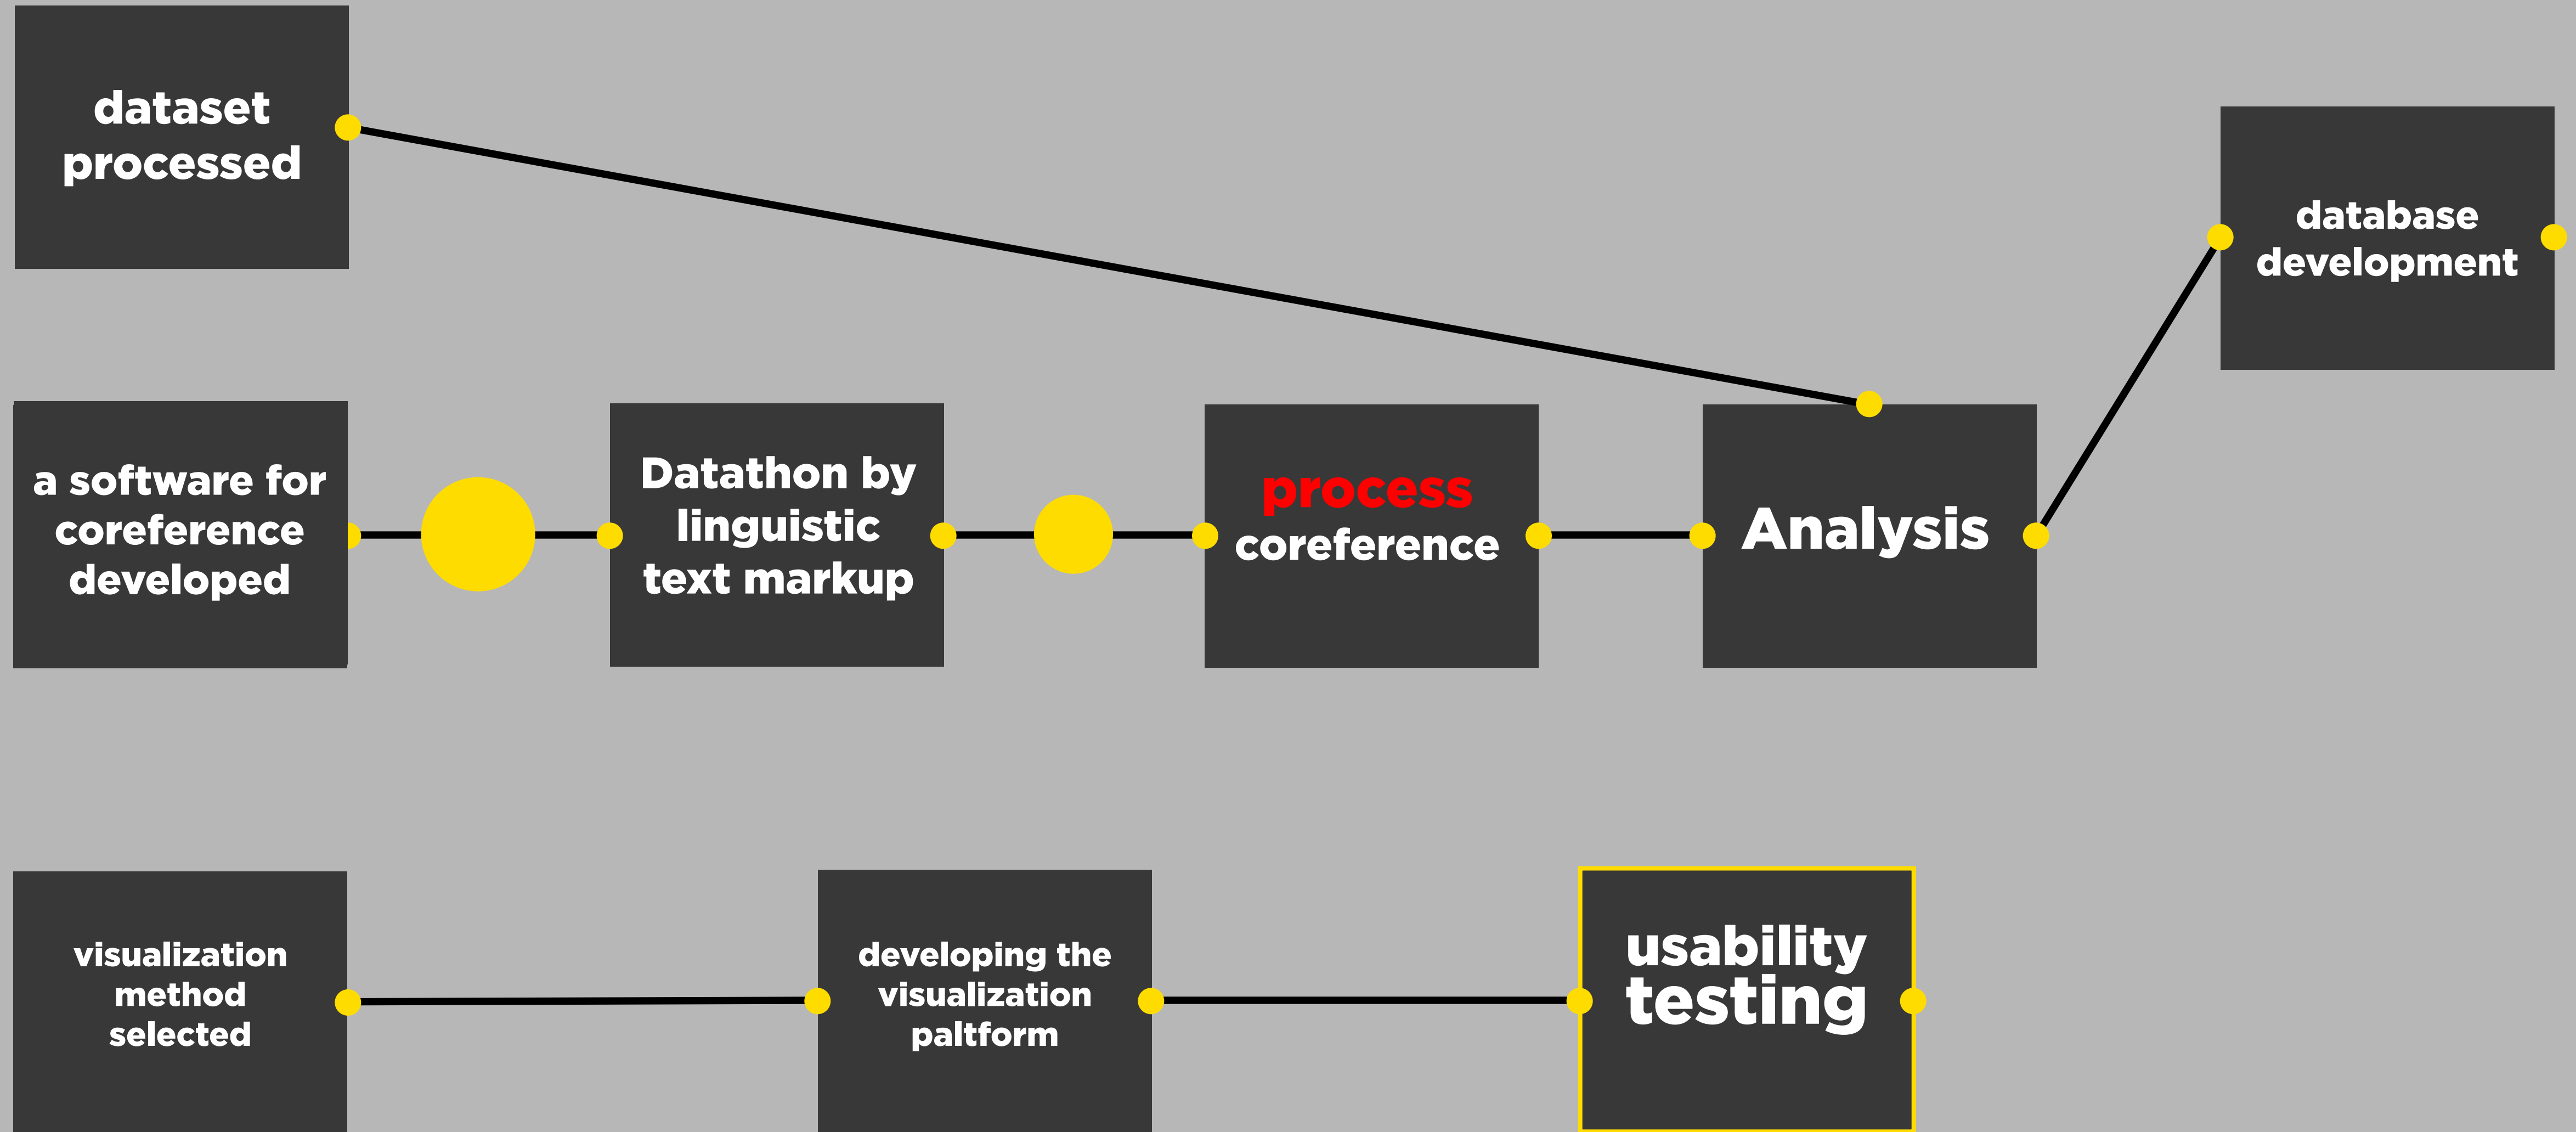 dataset
processed
database
development
a software for
coreference
developed
Datathon by
linguistic
text markup
process
coreference
Analysis
visualization
method
selected
developing the
visualization
paltform
usability
testing